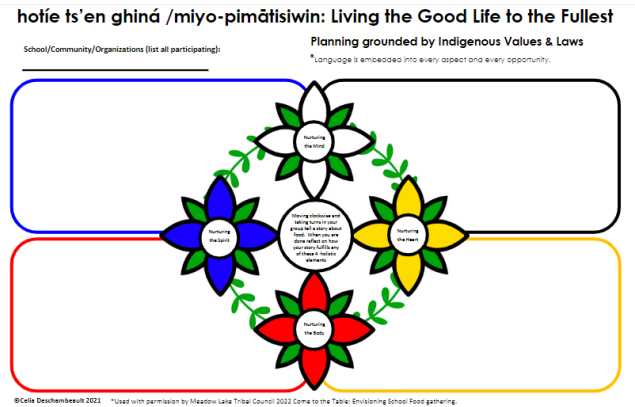 hotíe ts'en ghiná /miyo-pimātisiwin: Living the Good Life to the Fullest
School/Community/Organizations (list all participating):
Planning grounded by Indigenous Values & Laws
*Language is embedded into every aspect and every opportunity.
Nurturing
the Mind
Nurturing
the Spirit
Moving clockwise and
taking turns in your
group tell a story about
food. When you are
done reflect on how
your story fulfills any
of these 4 holistic
elements
Nurturing
the Heart
Nurturing
the Body
©Celia Deschambeault 2021 *Used with permission by Meadow Lake Tribal Council 2022 Come to the Table: Envisioning School Food gathering.